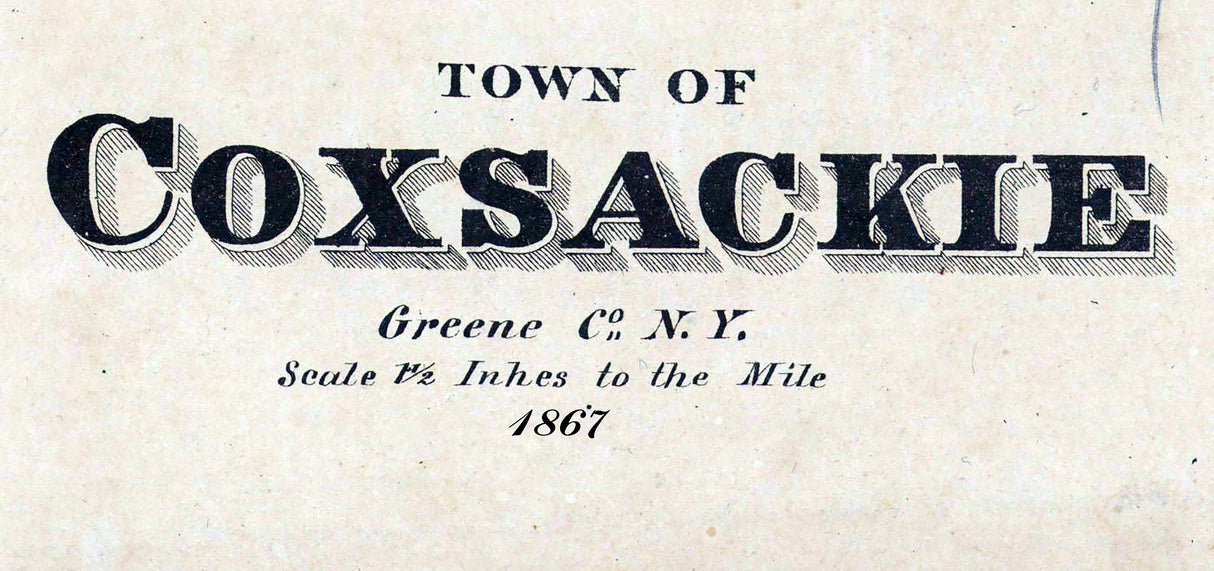 TOWN OF
COXSACKIE
Greene Co. N. Y.
Scale 1½ Inhes to the Mile
1867